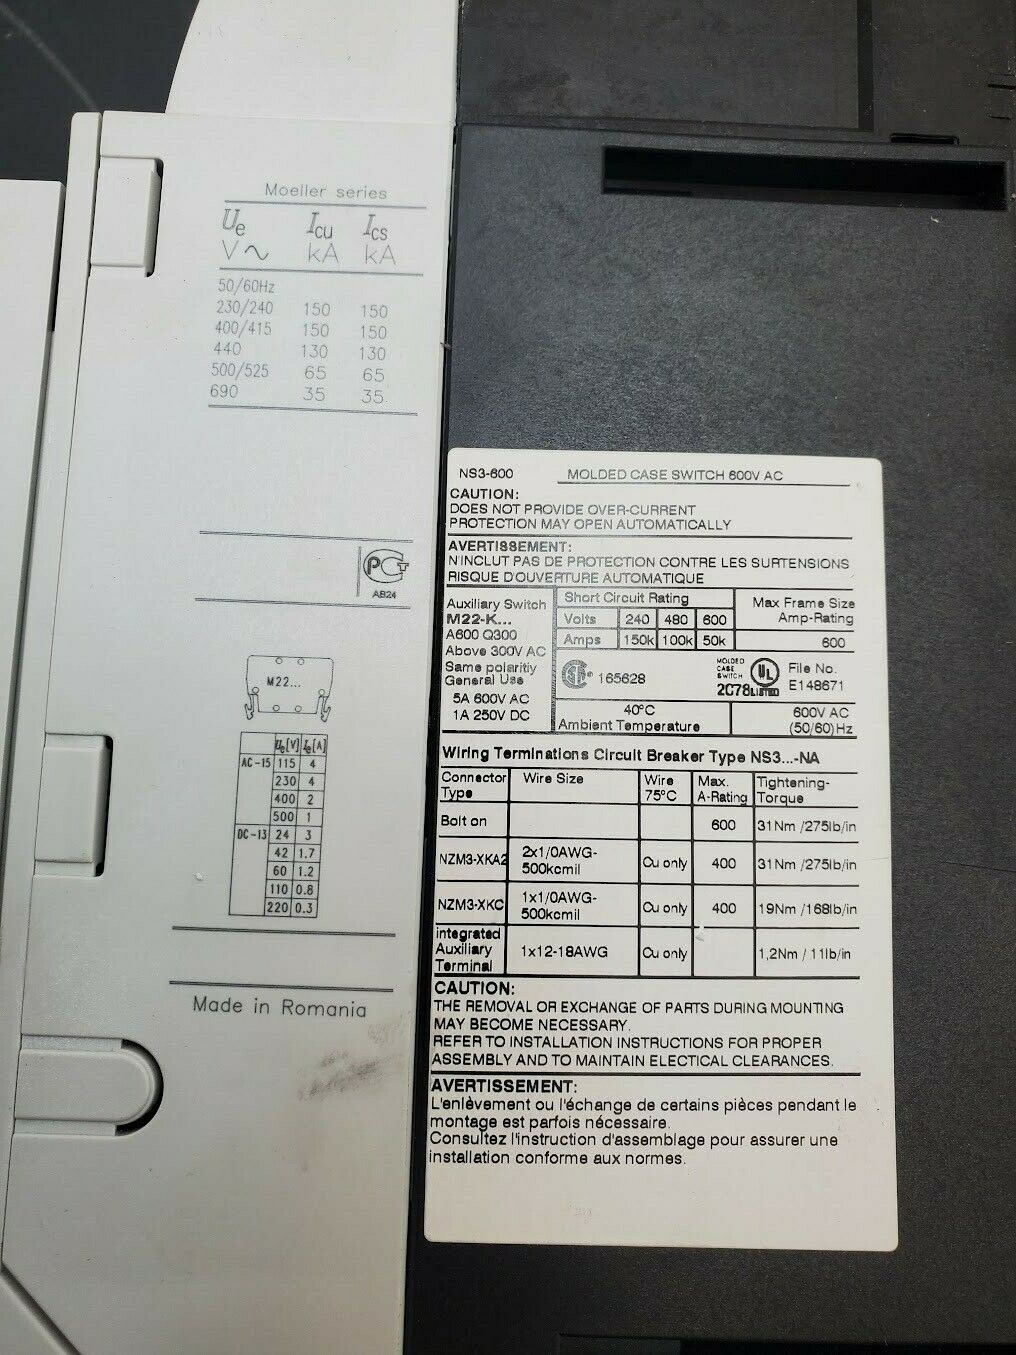 Moeller series
Ue Icu Ics
V∿ kA kA
50/60Hz
230/240 150 150
400/415 150 150
440 130 130
500/525 65 65
690 35 35
РСТ
АВ24
M22...
Ue[V] Ie[A]
AC-15 115 4
230 4
400 2
500 1
DC-13 24 3
42 1.7
60 1.2
110 0.8
220 0.3
Made in Romania
NS3-600 MOLDED CASE SWITCH 600V AC
CAUTION:
DOES NOT PROVIDE OVER-CURRENT
PROTECTION MAY OPEN AUTOMATICALLY
AVERTISSEMENT:
N'INCLUT PAS DE PROTECTION CONTRE LES SURTENSIONS
RISQUE D'OUVERTURE AUTOMATIQUE
Auxiliary Switch
M22-K...
A600 Q300
Above 300V AC
Same polaritiy
General Use
5A 600V AC
1A 250V DC
Short Circuit Rating
Volts 240 480 600
Amps 150k 100k 50k
Max Frame Size
Amp-Rating
600
165628
MOLDED
CASE
SWITCH
2C78
UL
LISTED
File No.
E148671
40°C
Ambient Temperature
600V AC
(50/60)Hz
Wiring Terminations Circuit Breaker Type NS3...-NA
Connector Type Wire Size Wire 75°C Max. A-Rating Tightening-Torque
Bolt on 600 31Nm /275lb/in
NZM3-XKA2 2x1/0AWG-500kcmil Cu only 400 31Nm /275lb/in
NZM3-XKC 1x1/0AWG-500kcmil Cu only 400 19Nm /168lb/in
integrated Auxiliary Terminal 1x12-18AWG Cu only 1,2Nm / 11lb/in
CAUTION:
THE REMOVAL OR EXCHANGE OF PARTS DURING MOUNTING
MAY BECOME NECESSARY.
REFER TO INSTALLATION INSTRUCTIONS FOR PROPER
ASSEMBLY AND TO MAINTAIN ELECTICAL CLEARANCES.
AVERTISSEMENT:
L'enlèvement ou l'échange de certains pièces pendant le
montage est parfois nécessaire.
Consultez l'instruction d'assemblage pour assurer une
installation conforme aux normes.